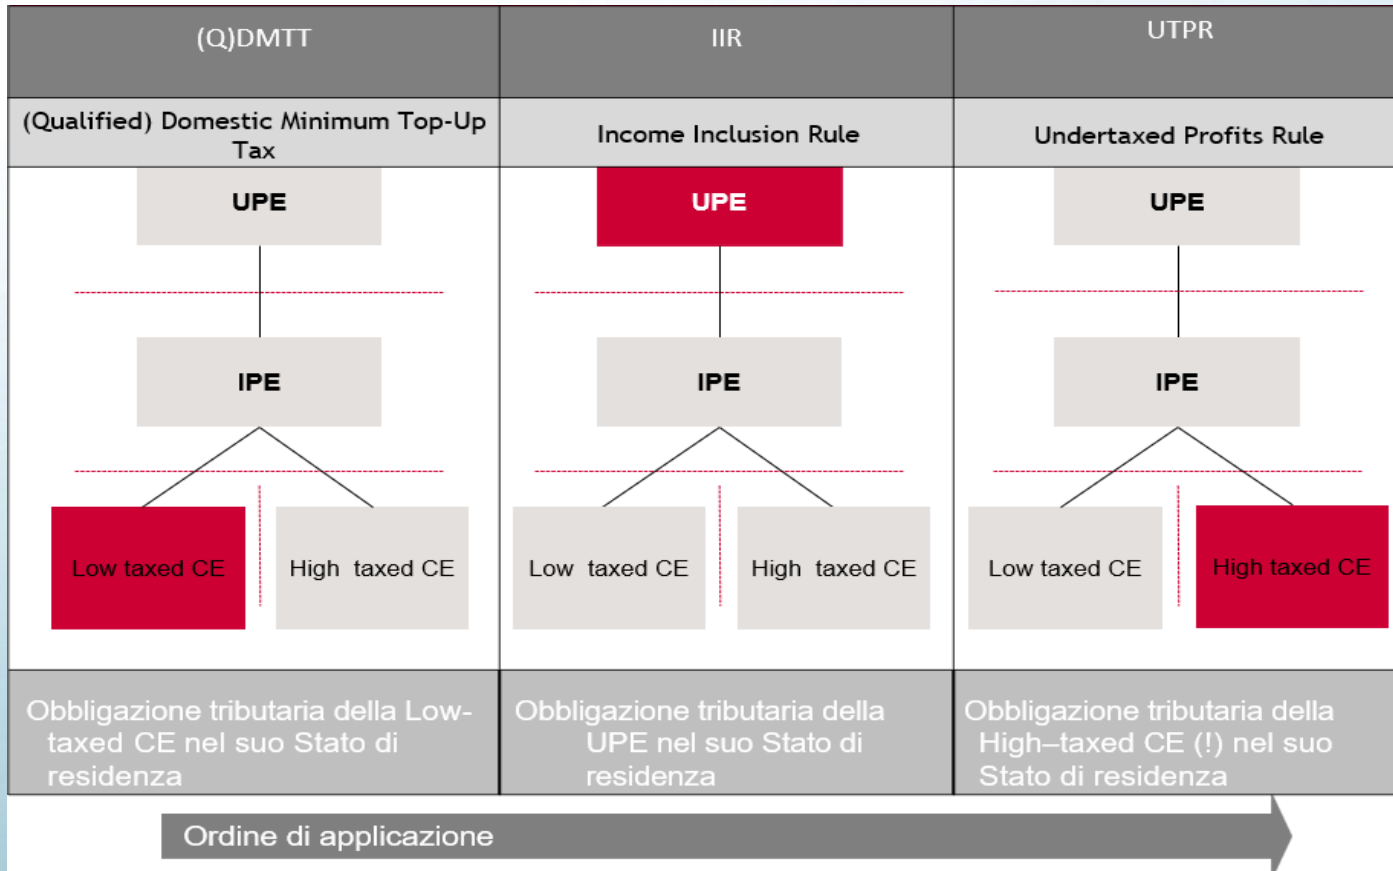 (Q)DMTT
IIR
UTPR
(Qualified) Domestic Minimum Top-Up
Tax
Income Inclusion Rule
Undertaxed Profits Rule
UPE
IPE
Low taxed CE
High taxed CE
UPE
IPE
Low taxed CE
High taxed CE
UPE
IPE
Low taxed CE
High taxed CE
Obbligazione tributaria della Low-
taxed CE nel suo Stato di
residenza
Obbligazione tributaria della
UPE nel suo Stato di
residenza
Obbligazione tributaria della
High–taxed CE (!) nel suo
Stato di residenza
Ordine di applicazione